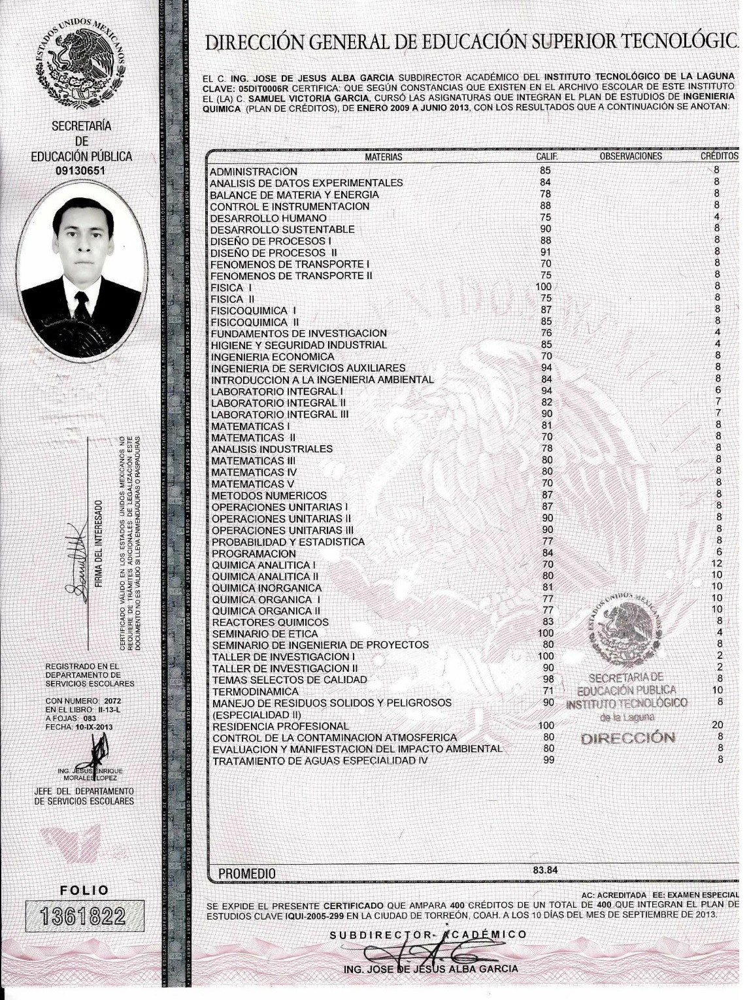 ESTADOS UNIDOS MEXICANOS
SECRETARÍA
DE
EDUCACIÓN PÚBLICA
09130651
FIRMA DEL INTERESADO
CERTIFICADO VÁLIDO EN LOS ESTADOS UNIDOS MEXICANOS NO
REQUIERE DE TRÁMITES ADICIONALES DE LEGALIZACIÓN ESTE
DOCUMENTO NO ES VÁLIDO SI LLEVA ENMENDADURAS O RASPADURAS
REGISTRADO EN EL
DEPARTAMENTO DE
SERVICIOS ESCOLARES
CON NUMERO: 2072
EN EL LIBRO: II-13-L
A FOJAS: 083
FECHA: 10-IX-2013
ING. JESUS ENRIQUE
MORALES LOPEZ
JEFE DEL DEPARTAMENTO
DE SERVICIOS ESCOLARES
FOLIO
1361822
DIRECCIÓN GENERAL DE EDUCACIÓN SUPERIOR TECNOLÓGIC
EL C. ING. JOSE DE JESUS ALBA GARCIA SUBDIRECTOR ACADÉMICO DEL INSTITUTO TECNOLÓGICO DE LA LAGUNA
CLAVE: 05DIT0006R CERTIFICA: QUE SEGÚN CONSTANCIAS QUE EXISTEN EN EL ARCHIVO ESCOLAR DE ESTE INSTITUTO
EL (LA) C. SAMUEL VICTORIA GARCIA, CURSÓ LAS ASIGNATURAS QUE INTEGRAN EL PLAN DE ESTUDIOS DE INGENIERIA
QUIMICA (PLAN DE CRÉDITOS), DE ENERO 2009 A JUNIO 2013, CON LOS RESULTADOS QUE A CONTINUACIÓN SE ANOTAN:
MATERIAS CALIF. OBSERVACIONES CRÉDITOS
ADMINISTRACION 85 8
ANALISIS DE DATOS EXPERIMENTALES 84 8
BALANCE DE MATERIA Y ENERGIA 78 8
CONTROL E INSTRUMENTACION 88 8
DESARROLLO HUMANO 75 4
DESARROLLO SUSTENTABLE 90 8
DISEÑO DE PROCESOS I 88 8
DISEÑO DE PROCESOS II 91 8
FENOMENOS DE TRANSPORTE I 70 8
FENOMENOS DE TRANSPORTE II 75 8
FISICA I 100 8
FISICA II 75 8
FISICOQUIMICA I 87 8
FISICOQUIMICA II 85 8
FUNDAMENTOS DE INVESTIGACION 76 4
HIGIENE Y SEGURIDAD INDUSTRIAL 85 4
INGENIERIA ECONOMICA 70 8
INGENIERIA DE SERVICIOS AUXILIARES 94 8
INTRODUCCION A LA INGENIERIA AMBIENTAL 84 8
LABORATORIO INTEGRAL I 94 6
LABORATORIO INTEGRAL II 82 7
LABORATORIO INTEGRAL III 90 7
MATEMATICAS I 81 8
MATEMATICAS II 70 8
ANALISIS INDUSTRIALES 78 8
MATEMATICAS III 80 8
MATEMATICAS IV 80 8
MATEMATICAS V 70 8
METODOS NUMERICOS 87 8
OPERACIONES UNITARIAS I 87 8
OPERACIONES UNITARIAS II 90 8
OPERACIONES UNITARIAS III 90 8
PROBABILIDAD Y ESTADISTICA 77 8
PROGRAMACION 84 6
QUIMICA ANALITICA I 70 12
QUIMICA ANALITICA II 80 10
QUIMICA INORGANICA 81 10
QUIMICA ORGANICA I 77 10
QUIMICA ORGANICA II 77 10
REACTORES QUIMICOS 83 8
SEMINARIO DE ETICA 100 4
SEMINARIO DE INGENIERIA DE PROYECTOS 80 8
TALLER DE INVESTIGACION I 100 2
TALLER DE INVESTIGACION II 90 2
TEMAS SELECTOS DE CALIDAD 98 8
TERMODINAMICA 71 10
MANEJO DE RESIDUOS SOLIDOS Y PELIGROSOS 90 8
(ESPECIALIDAD II)
RESIDENCIA PROFESIONAL 100 20
CONTROL DE LA CONTAMINACION ATMOSFERICA 80 8
EVALUACION Y MANIFESTACION DEL IMPACTO AMBIENTAL 80 8
TRATAMIENTO DE AGUAS ESPECIALIDAD IV 99 8
ESTADOS UNIDOS MEXICANOS
SECRETARIA DE
EDUCACIÓN PUBLICA
INSTITUTO TECNOLÓGICO
de la Laguna
DIRECCIÓN
PROMEDIO 83.84
AC: ACREDITADA EE: EXAMEN ESPECIAL
SE EXPIDE EL PRESENTE CERTIFICADO QUE AMPARA 400 CRÉDITOS DE UN TOTAL DE 400 QUE INTEGRAN EL PLAN DE
ESTUDIOS CLAVE IQUI-2005-299 EN LA CIUDAD DE TORREÓN, COAH. A LOS 10 DÍAS DEL MES DE SEPTIEMBRE DE 2013.
SUBDIRECTOR ACADÉMICO
ING. JOSE DE JESUS ALBA GARCIA